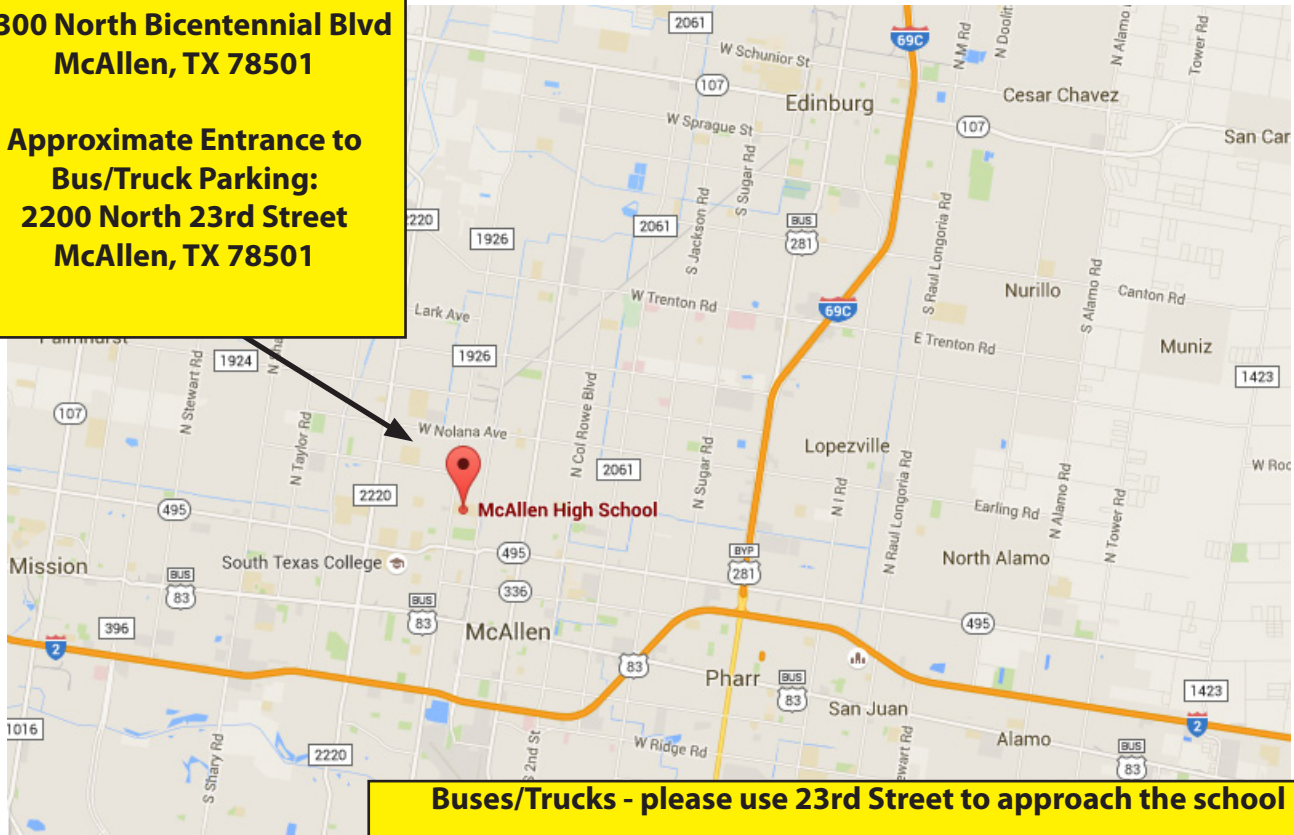 300 North Bicentennial Blvd
McAllen, TX 78501
Approximate Entrance to
Bus/Truck Parking:
2200 North 23rd Street
McAllen, TX 78501
2061
69C
N M Rd
N Alamo
Tower Rd
W Schunior St
107
Edinburg
Cesar Chavez
W Sprague St
107
San Car
S Sugar Rd
2220
1926
2061
S Jackson Rd
BUS
281
S Raul Longoria Rd
W Trenton Rd
Nurillo
Canton Rd
S Alamo Rd
Lark Ave
69C
E Trenton Rd
Muniz
1924
1926
1423
N Stewart Rd
107
N Taylor Rd
W Nolana Ave
N Col Rowe Blvd
Lopezville
2061
N Sugar Rd
W Roo
2220
McAllen High School
N I Rd
N Raul Longoria Rd
Earling Rd
N Alamo Rd
N Tower Rd
495
495
BYP
281
North Alamo
Mission
South Texas College
BUS
83
336
BUS
83
396
McAllen
495
2
83
Pharr
BUS
83
San Juan
1423
2
1016
Alamo
S Shary Rd
2220
S 2nd St
W Ridge Rd
ewart Rd
BUS
83
Buses/Trucks - please use 23rd Street to approach the school